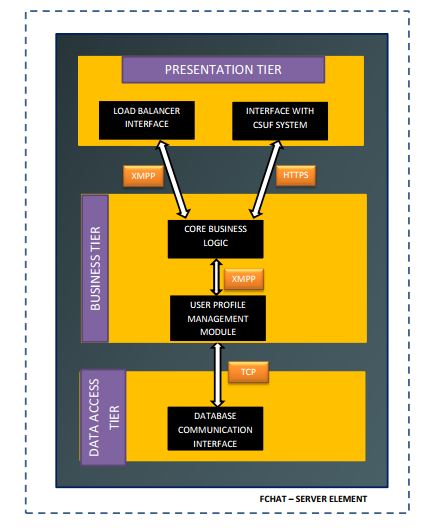 PRESENTATION TIER
LOAD BALANCER
INTERFACE
INTERFACE WITH
CSUF SYSTEM
XMPP
HTTPS
BUSINESS TIER
CORE BUSINESS
LOGIC
XMPP
USER PROFILE
MANAGEMENT
MODULE
TCP
DATA ACCESS
TIER
DATABASE
COMMUNICATION
INTERFACE
FCHAT – SERVER ELEMENT